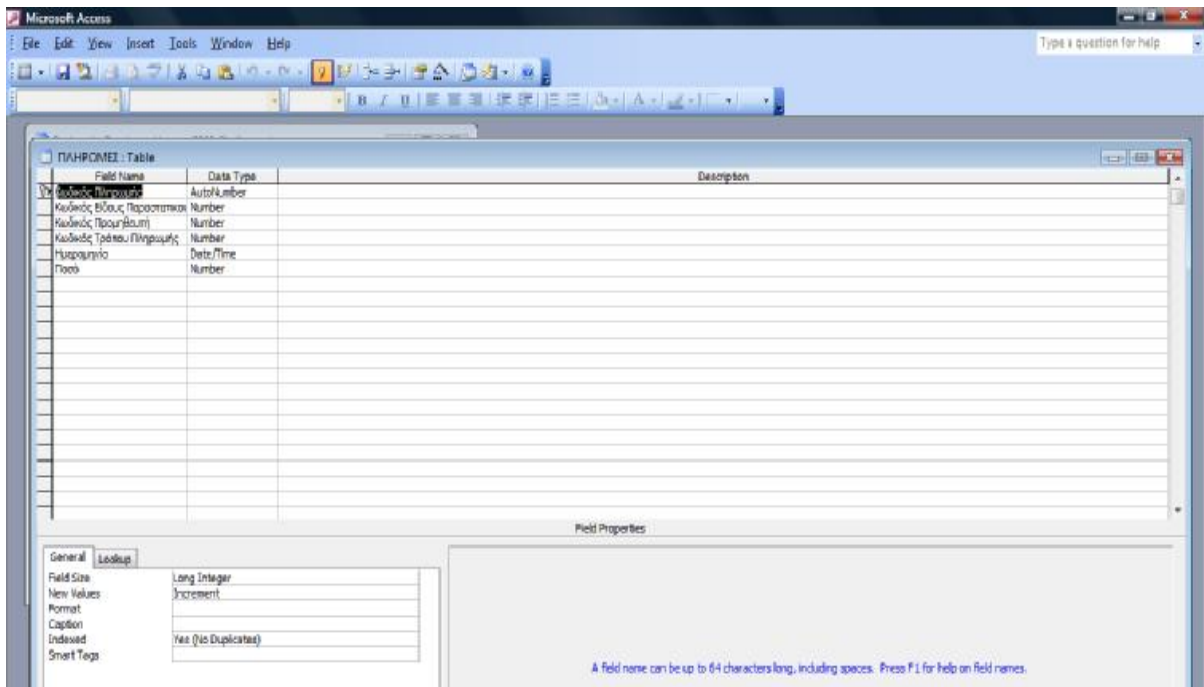 Microsoft Access
File Edit View Insert Tools Window Help
Type a question for help
B I U
A
ΠΛΗΡΩΜΕΣ : Table
Field Name Data Type Description
Κωδικός Πληρωμής AutoNumber
Κωδικός Είδους Παραστατικού Number
Κωδικός Προμηθευτή Number
Κωδικός Τρόπου Πληρωμής Number
Ημερομηνία Date/Time
Ποσό Number
Field Properties
General Lookup
Field Size Long Integer
New Values Increment
Format
Caption
Indexed Yes (No Duplicates)
Smart Tags
A field name can be up to 64 characters long, including spaces. Press F1 for help on field names.